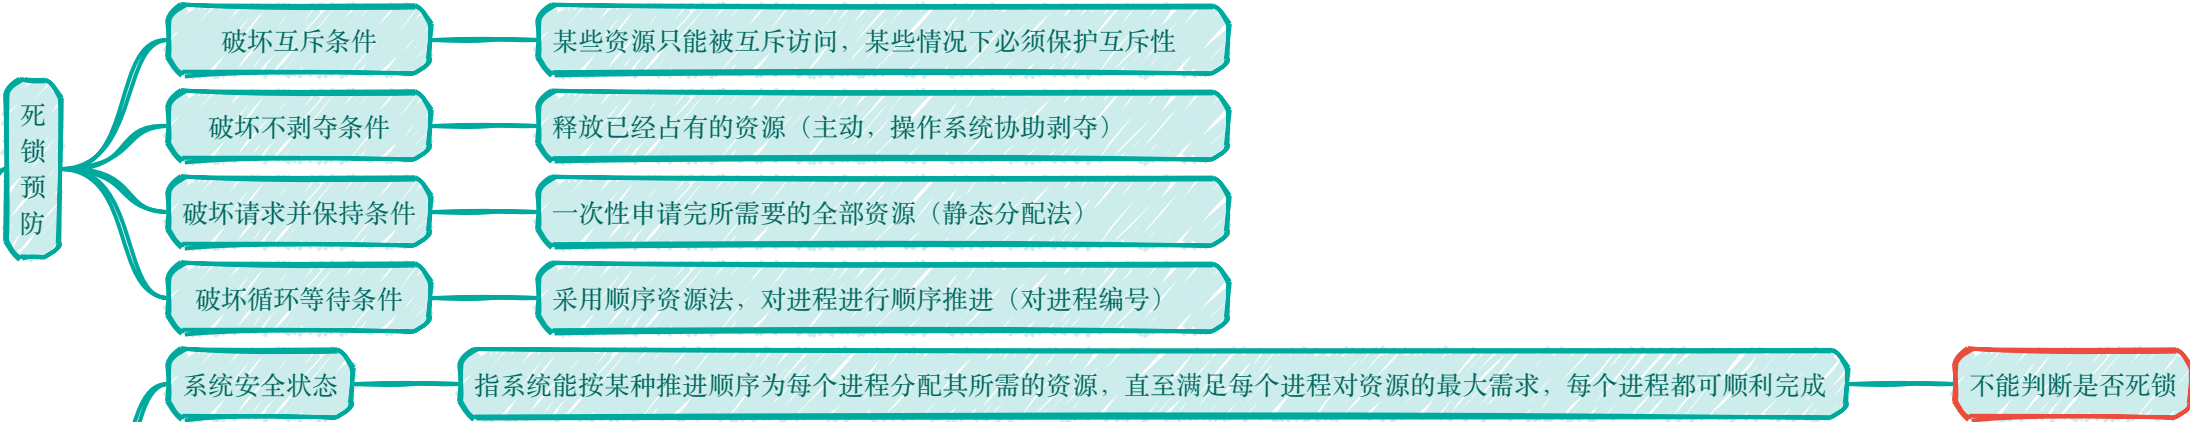 死锁预防
破坏互斥条件
某些资源只能被互斥访问，某些情况下必须保护互斥性
破坏不剥夺条件
释放已经占有的资源（主动，操作系统协助剥夺）
破坏请求并保持条件
一次性申请完所需要的全部资源（静态分配法）
破坏循环等待条件
采用顺序资源法，对进程进行顺序推进（对进程编号）
系统安全状态
指系统能按某种推进顺序为每个进程分配其所需的资源，直至满足每个进程对资源的最大需求，每个进程都可顺利完成
不能判断是否死锁